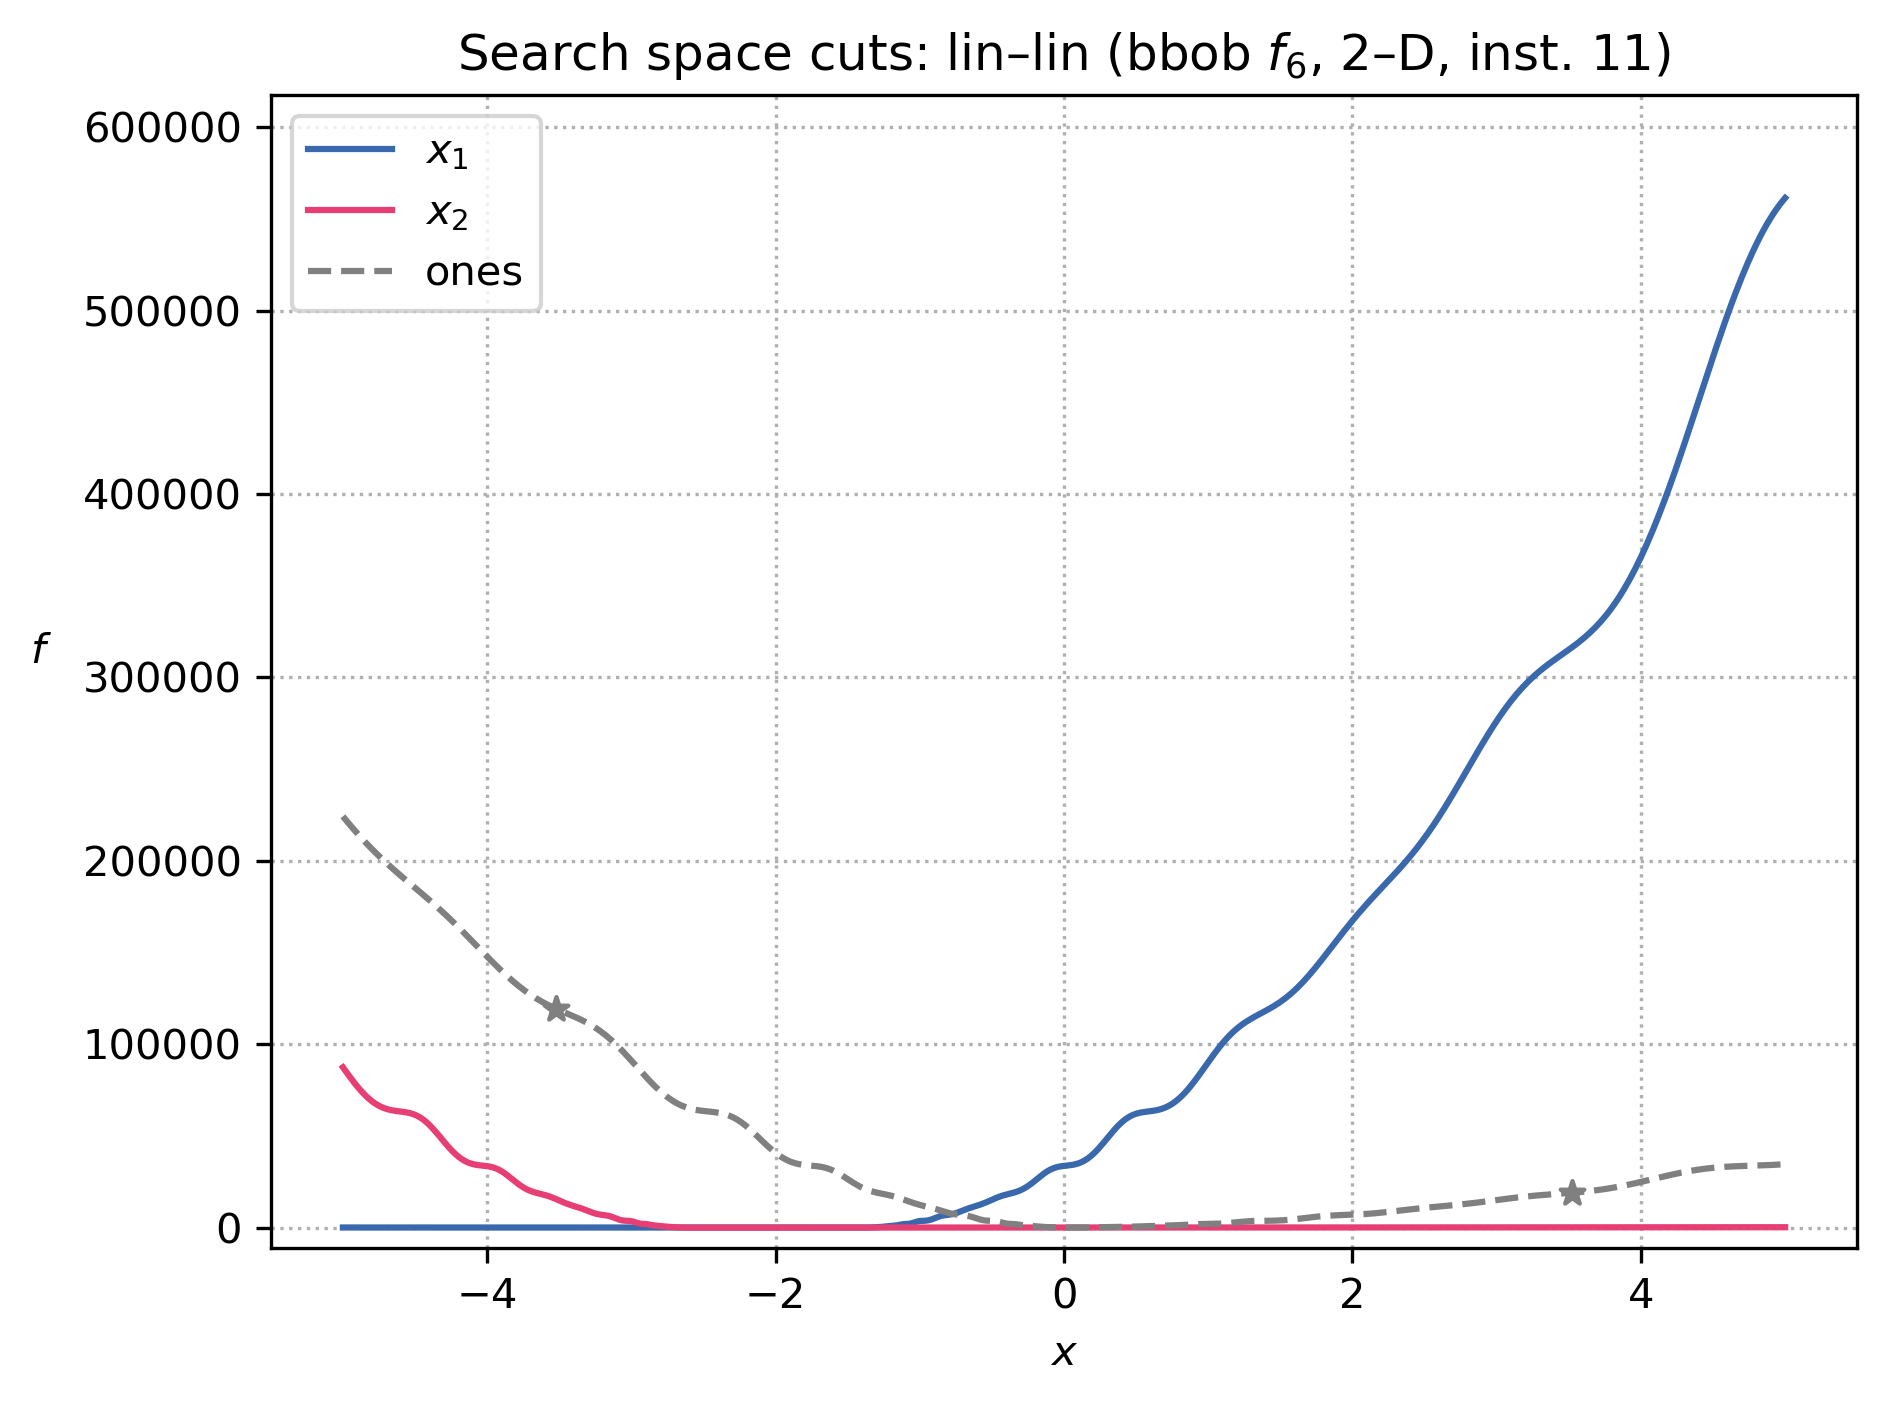 Search space cuts: lin–lin (bbob f₆, 2–D, inst. 11)
x₁
x₂
ones
600000
500000
400000
300000
200000
100000
0
f
−4
−2
0
2
4
x